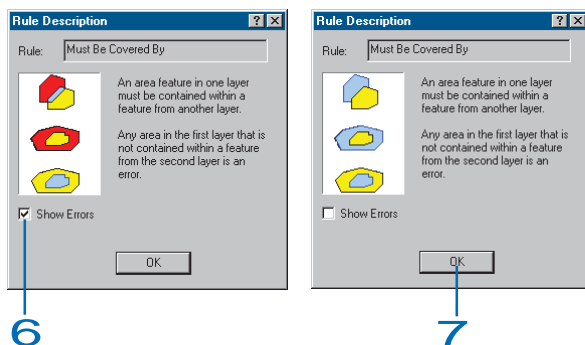 Rule Description
Rule: Must Be Covered By
An area feature in one layer
must be contained within a
feature from another layer.
Any area in the first layer that is
not contained within a feature
from the second layer is an
error.
Show Errors
OK
6
Rule Description
Rule: Must Be Covered By
An area feature in one layer
must be contained within a
feature from another layer.
Any area in the first layer that is
not contained within a feature
from the second layer is an
error.
Show Errors
OK
7